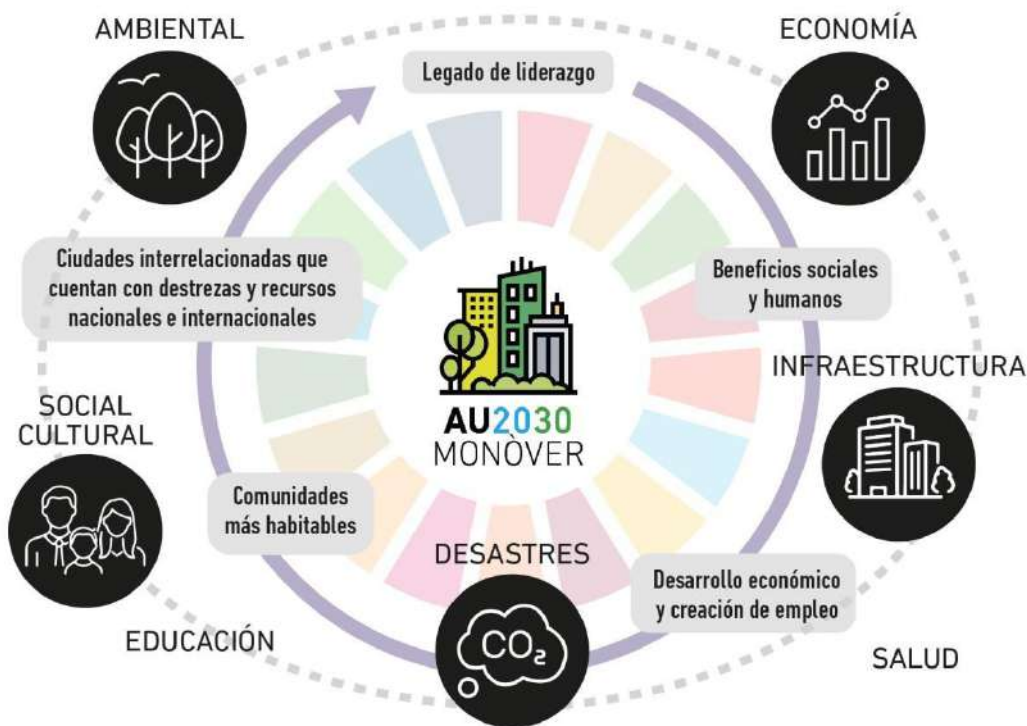 AMBIENTAL
ECONOMÍA
Legado de liderazgo
Ciudades interrelacionadas que
cuentan con destrezas y recursos
nacionales e internacionales
Beneficios sociales
y humanos
INFRAESTRUCTURA
AU2030
MONÒVER
SOCIAL
CULTURAL
Comunidades
más habitables
DESASTRES
CO₂
Desarrollo económico
y creación de empleo
EDUCACIÓN
SALUD